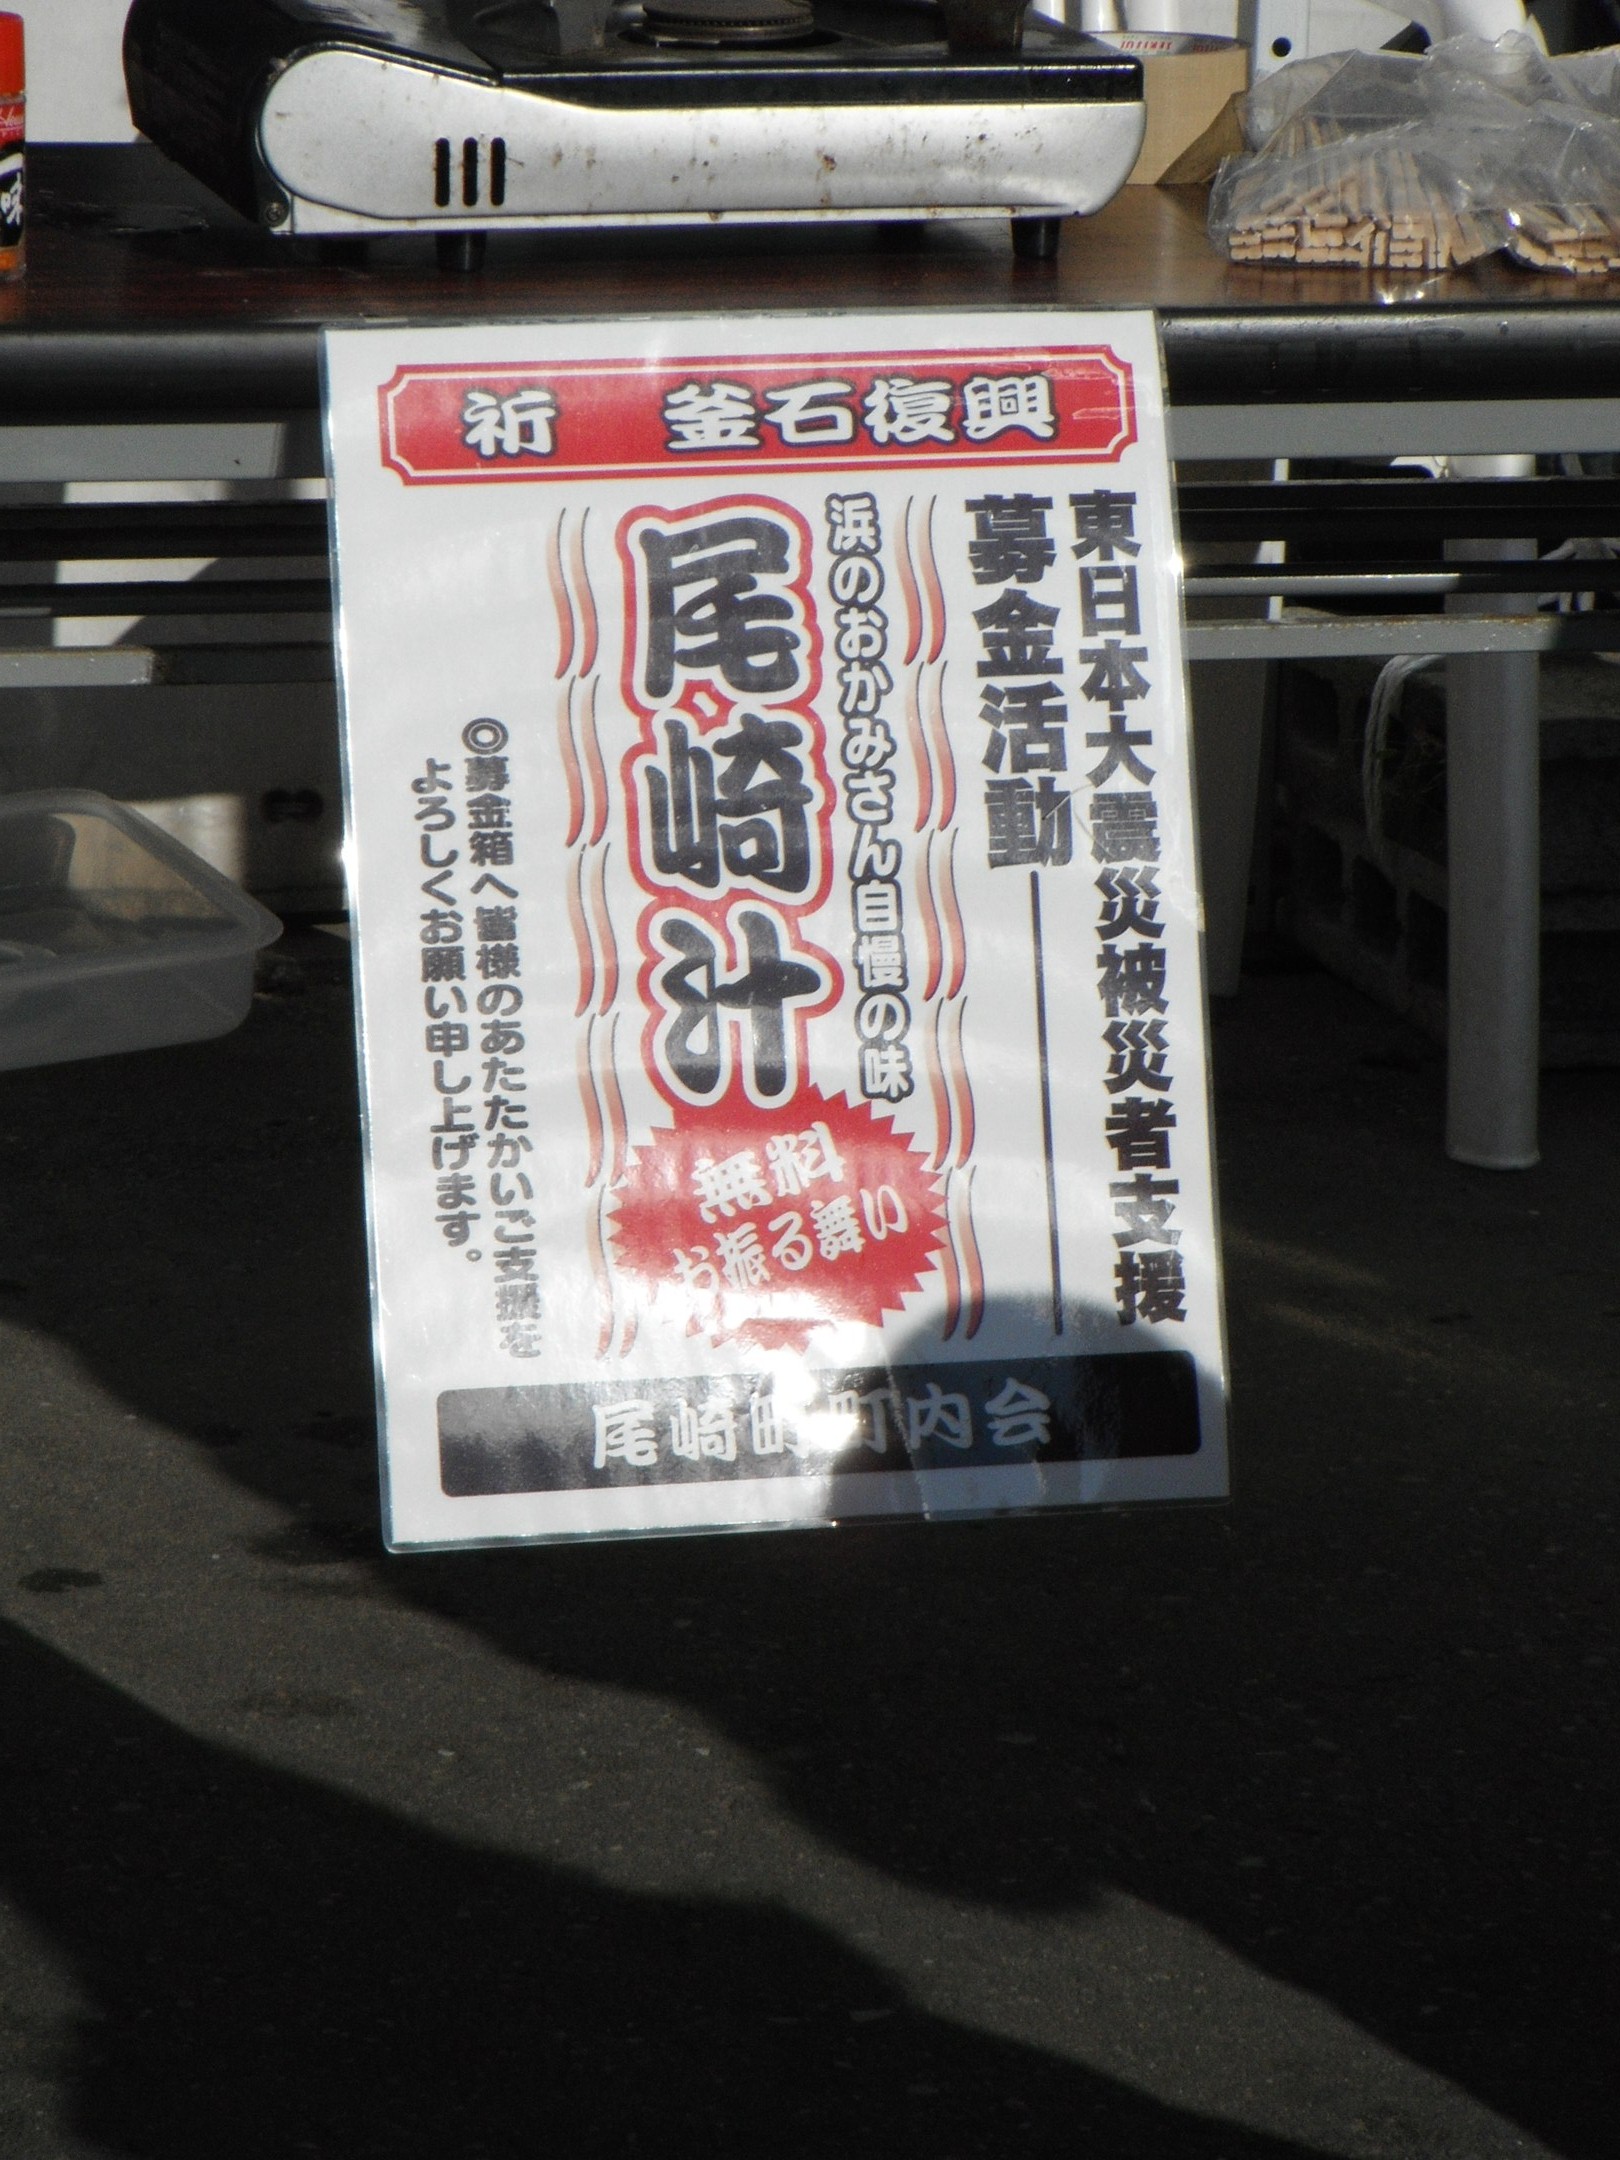 祈 釜石復興
東日本大震災被災者支援
募金活動
浜のおかみさん自慢の味
尾崎汁
無料
お振る舞い
◎募金箱へ皆様のあたたかいご支援を
よろしくお願い申し上げます。
尾崎町町内会